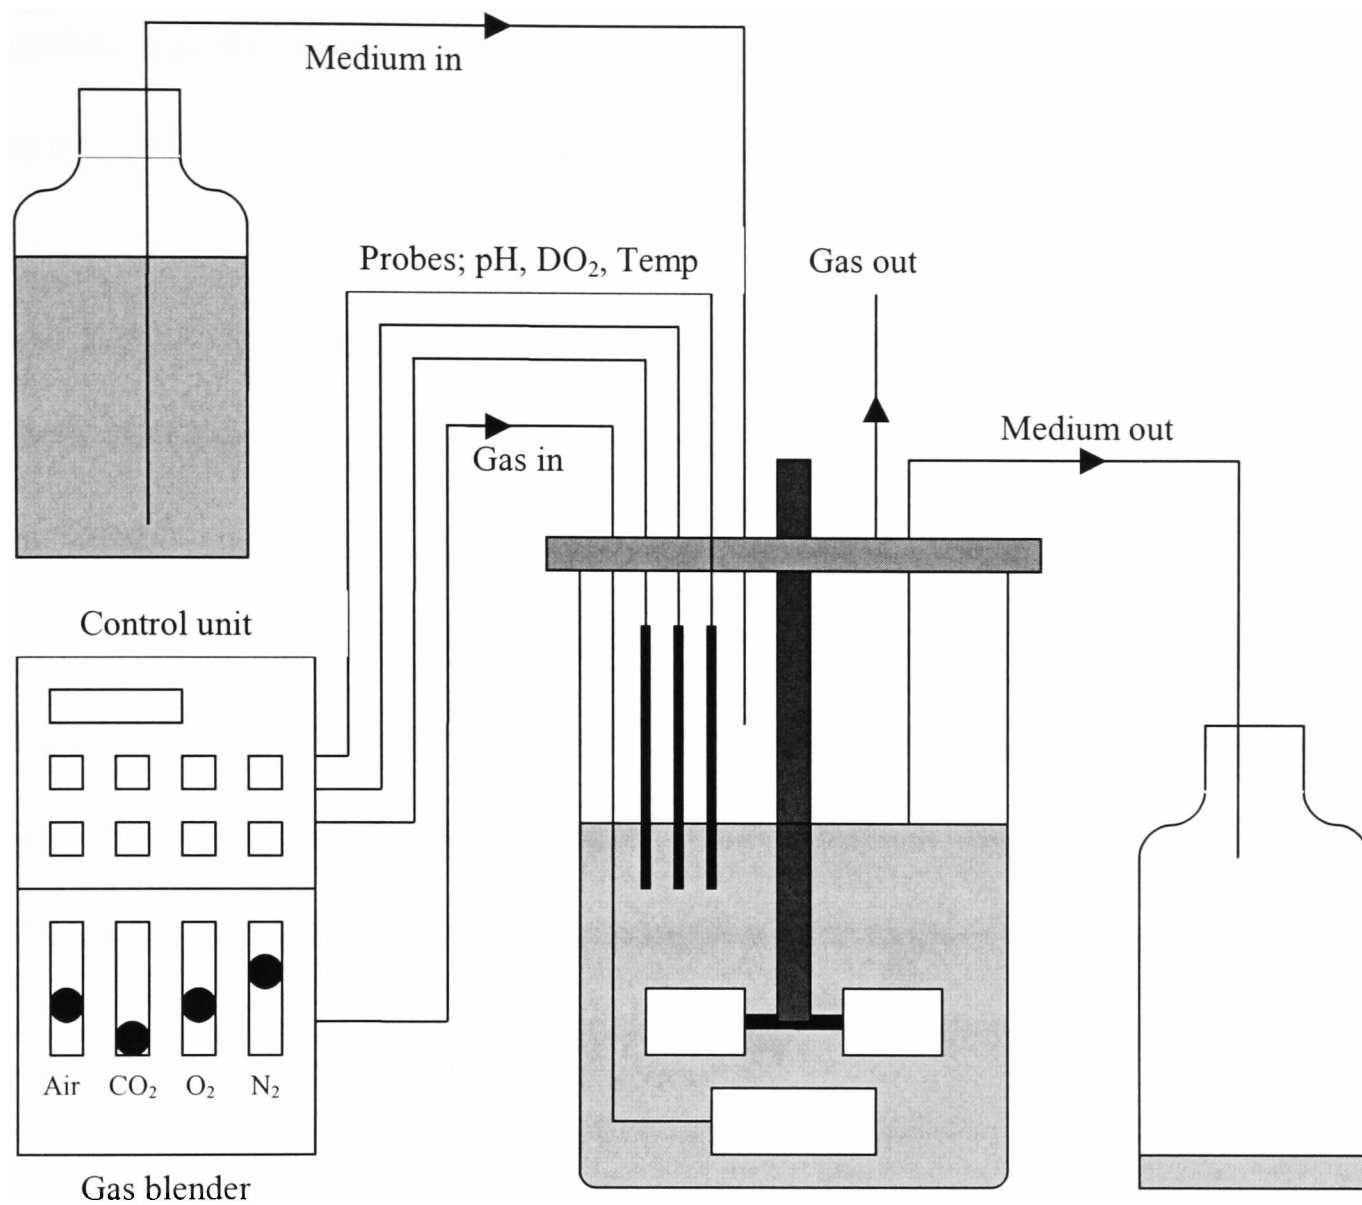 Medium in
Probes; pH, DO₂, Temp
Gas out
Medium out
Gas in
Control unit
Air CO₂ O₂ N₂
Gas blender